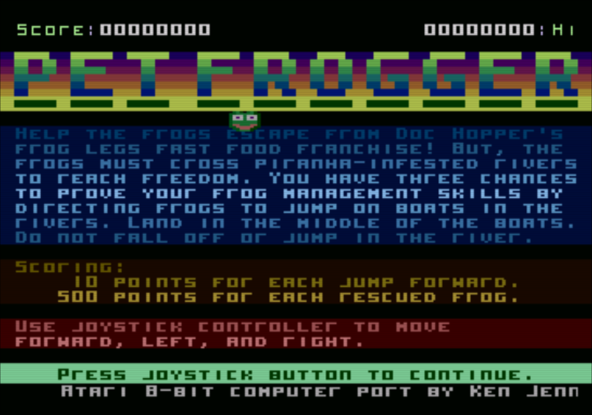 Score:00000000 00000000:Hi
PET FROGGER
Help the frogs escape from Doc Hopper's
frog legs fast food franchise! But, the
frogs must cross piranha-infested rivers
to reach freedom. You have three chances
to prove your frog management skills by
directing frogs to jump on boats in the
rivers. Land in the middle of the boats.
Do not fall off or jump in the river.
Scoring:
10 points for each jump forward.
500 points for each rescued frog.
Use joystick controller to move
forward, left, and right.
Press joystick button to continue.
Atari 8-bit computer port by Ken Jenn